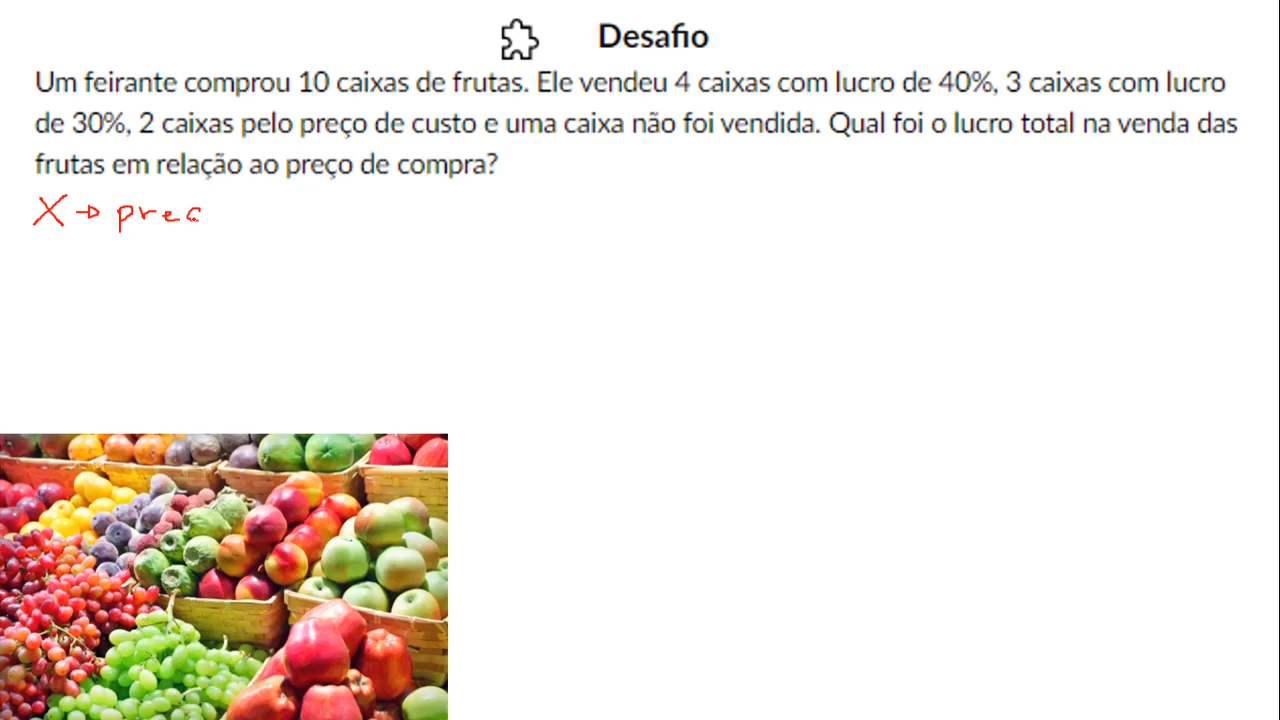 Desafio
Um feirante comprou 10 caixas de frutas. Ele vendeu 4 caixas com lucro de 40%, 3 caixas com lucro
de 30%, 2 caixas pelo preço de custo e uma caixa não foi vendida. Qual foi o lucro total na venda das
frutas em relação ao preço de compra?
X → prec